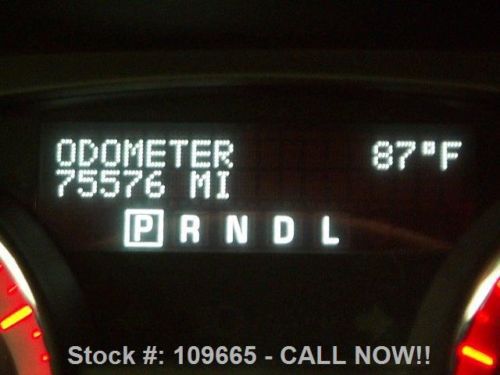 ODOMETER 87°F
75576 MI
P R N D L
Stock #: 109665 - CALL NOW!!